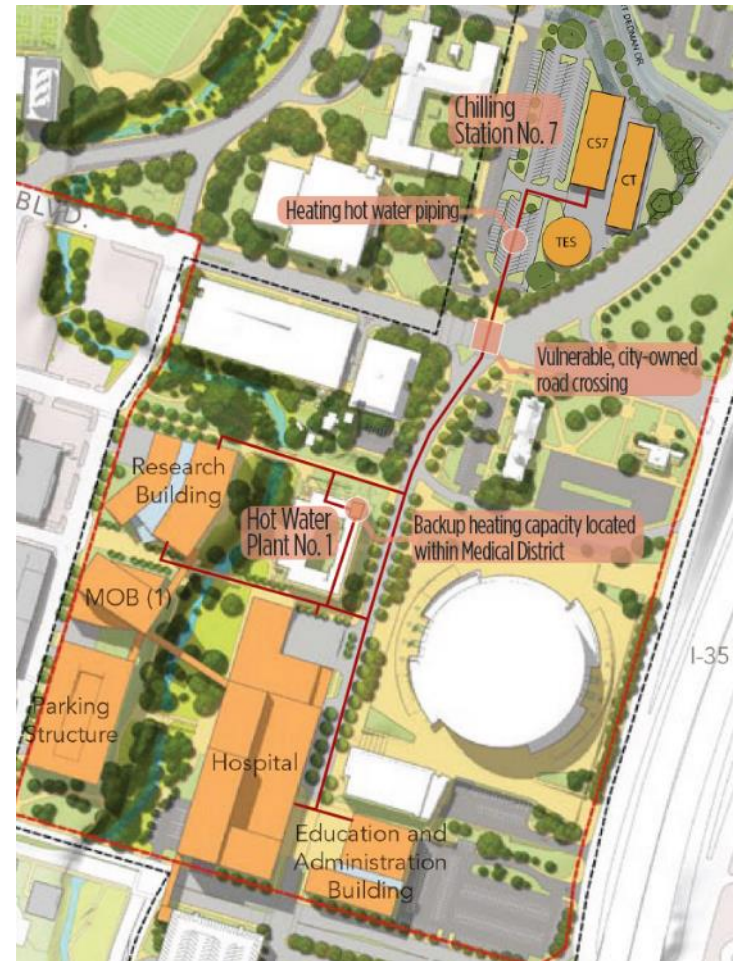 T DEDMAN DR.
Chilling
Station No. 7
CS7
CT
Heating hot water piping
TES
BLVD.
Vulnerable, city-owned
road crossing
Research
Building
Hot Water
Plant No. 1
Backup heating capacity located
within Medical District
MOB (1)
I-35
Parking
Structure
Hospital
Education and
Administration
Building